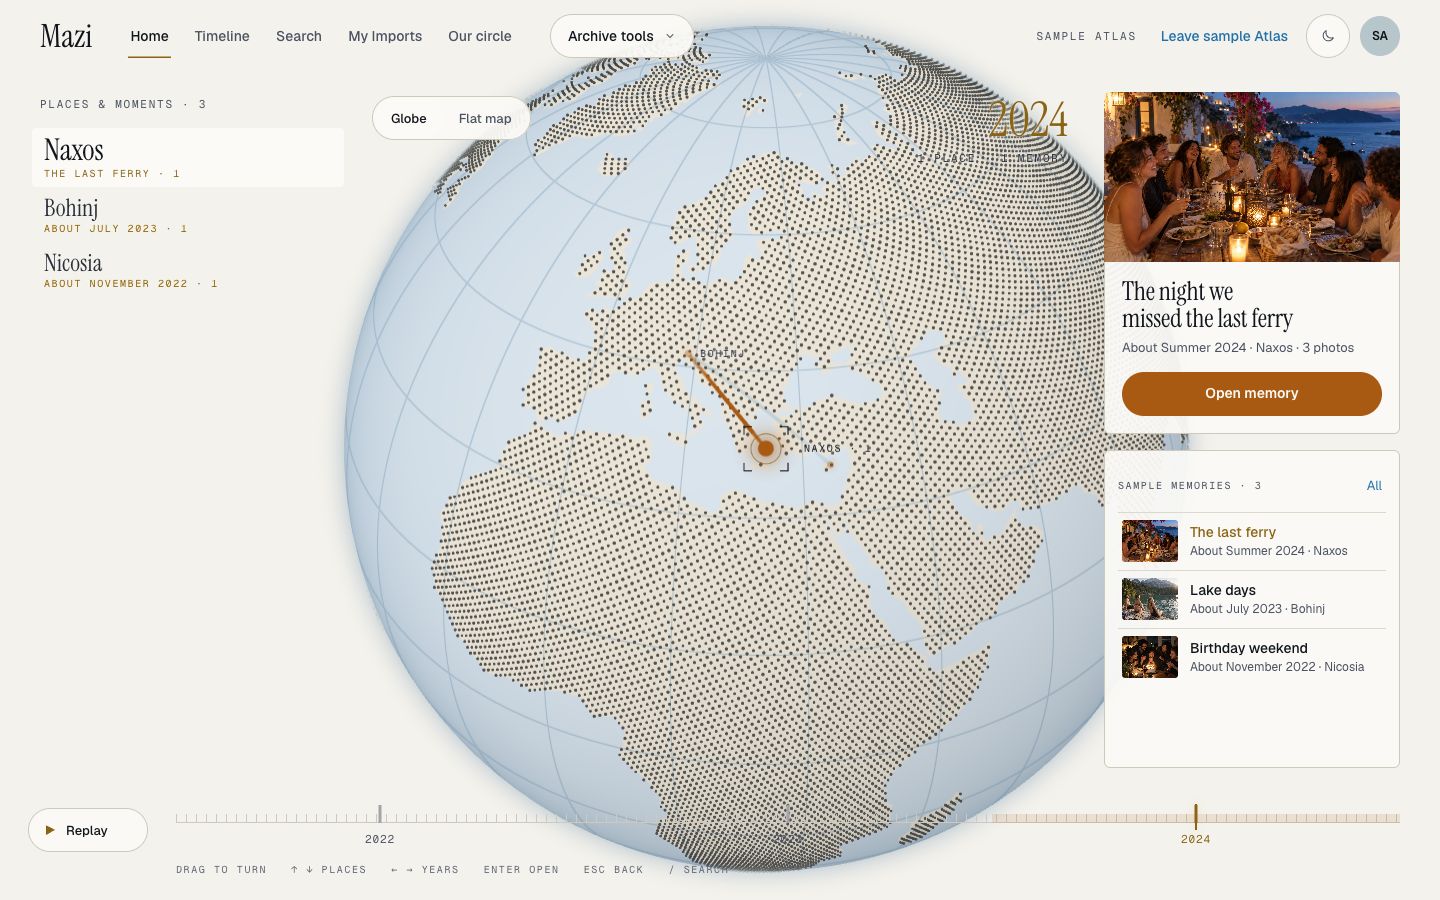 Mazi
Home
Timeline
Search
My Imports
Our circle
Archive tools
SAMPLE ATLAS
Leave sample Atlas
SA
PLACES & MOMENTS · 3
Naxos
THE LAST FERRY · 1
Bohinj
ABOUT JULY 2023 · 1
Nicosia
ABOUT NOVEMBER 2022 · 1
Globe
Flat map
2024
1 PLACE · 1 MEMORY
BOHINJ
NAXOS · 1
The night we
missed the last ferry
About Summer 2024 · Naxos · 3 photos
Open memory
SAMPLE MEMORIES · 3
All
The last ferry
About Summer 2024 · Naxos
Lake days
About July 2023 · Bohinj
Birthday weekend
About November 2022 · Nicosia
Replay
2022
2023
2024
DRAG TO TURN
↑ ↓ PLACES
← → YEARS
ENTER OPEN
ESC BACK
/ SEARCH